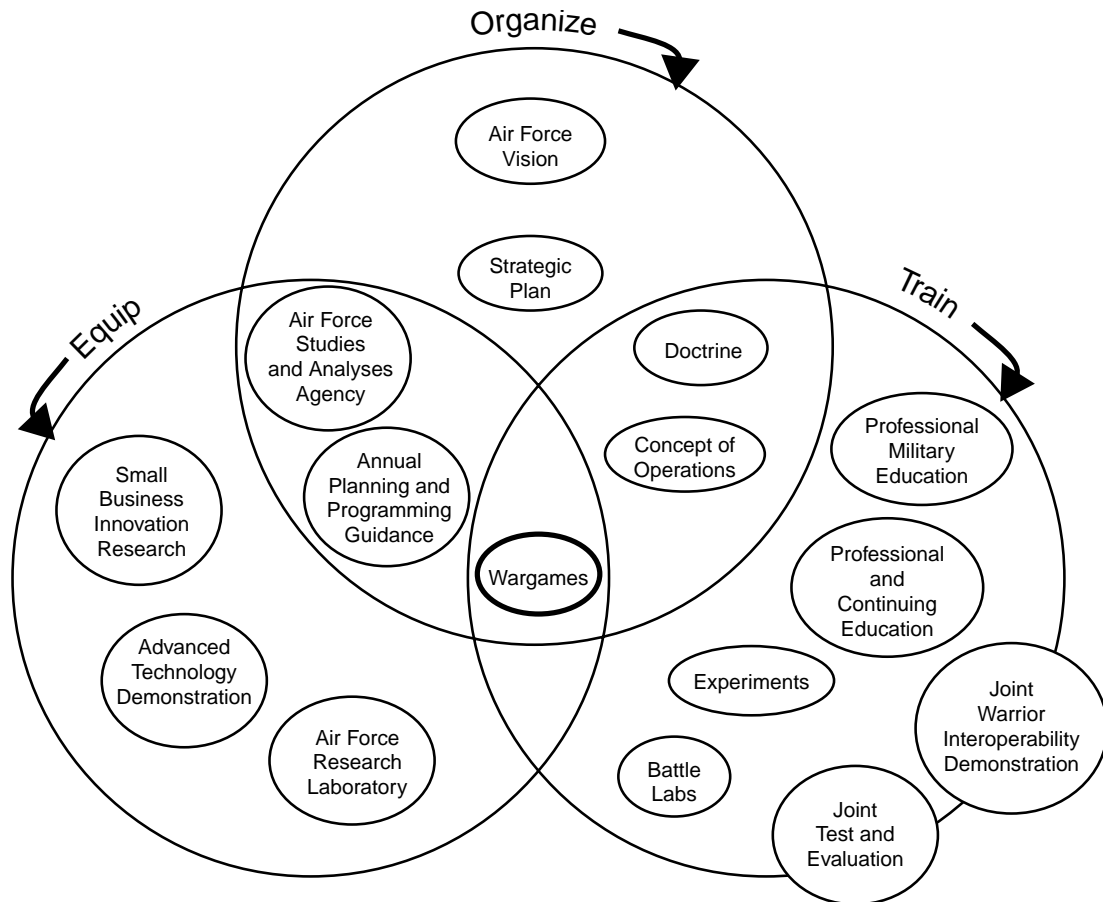 Organize
Air Force
Vision
Strategic
Plan
Equip
Train
Air Force
Studies
and Analyses
Agency
Doctrine
Annual
Planning and
Programming
Guidance
Concept of
Operations
Professional
Military
Education
Small
Business
Innovation
Research
Wargames
Professional
and
Continuing
Education
Advanced
Technology
Demonstration
Experiments
Joint
Warrior
Interoperability
Demonstration
Air Force
Research
Laboratory
Battle
Labs
Joint
Test and
Evaluation